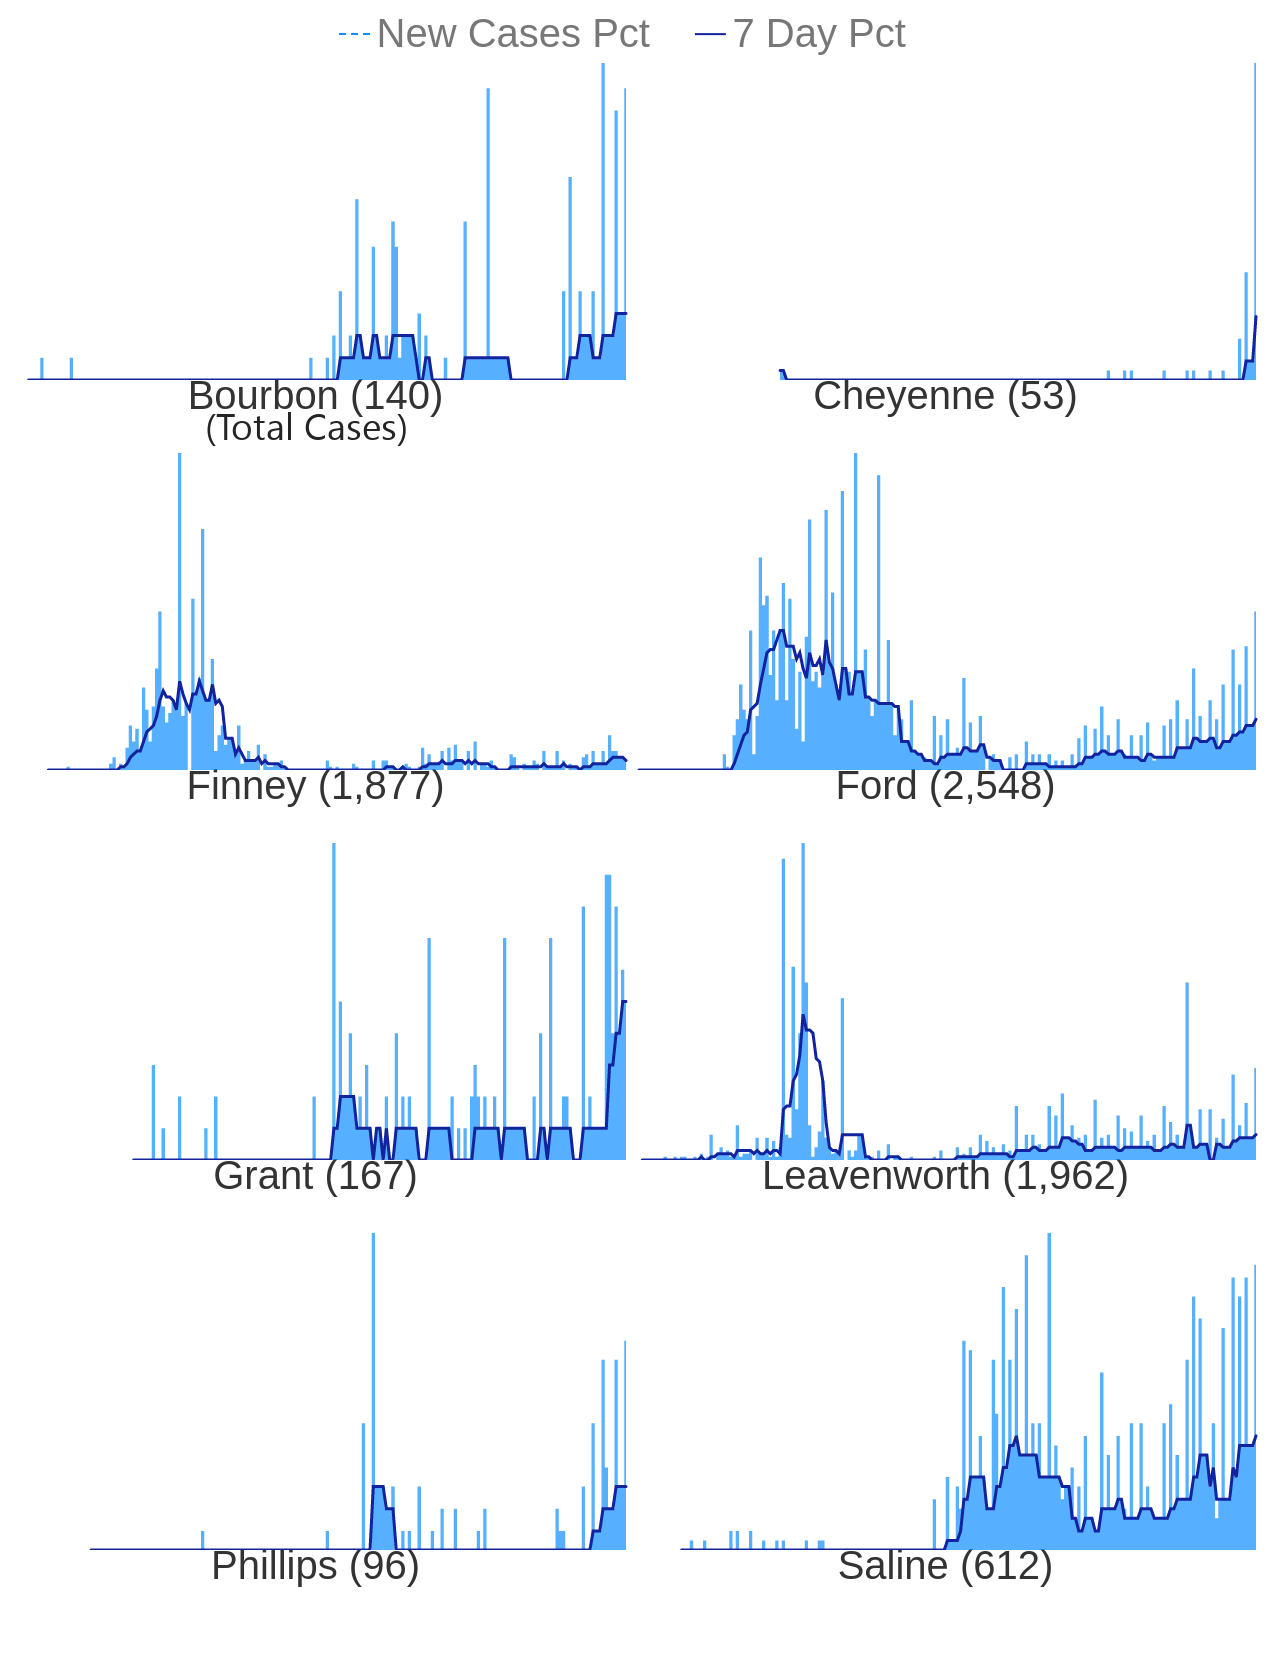 New Cases Pct 7 Day Pct
Bourbon (140) Cheyenne (53)
(Total Cases)
Finney (1,877) Ford (2,548)
Grant (167) Leavenworth (1,962)
Phillips (96) Saline (612)